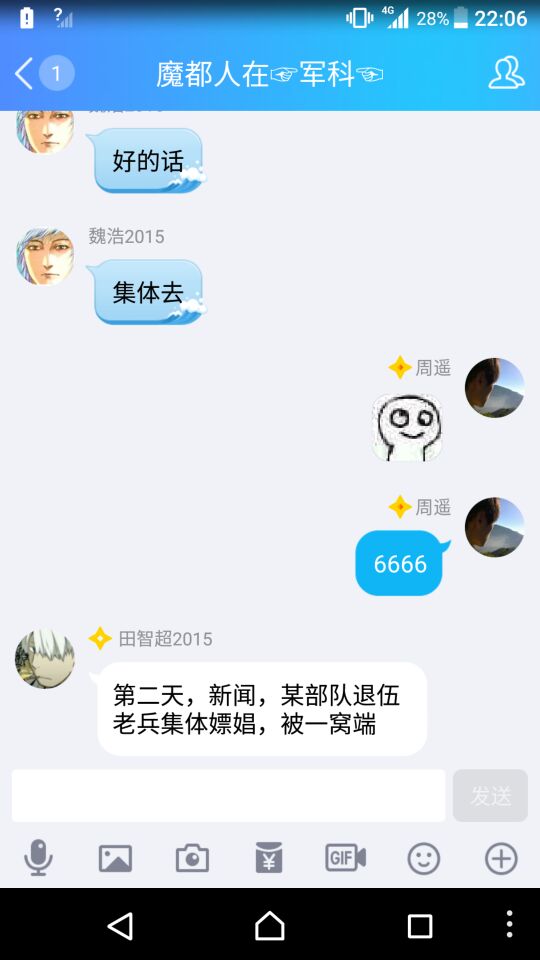 4G 28% 22:06
1 魔都人在☞军科☜
好的话
魏浩2015
集体去
周遥
周遥
6666
田智超2015
第二天，新闻，某部队退伍
老兵集体嫖娼，被一窝端
发送
GIF